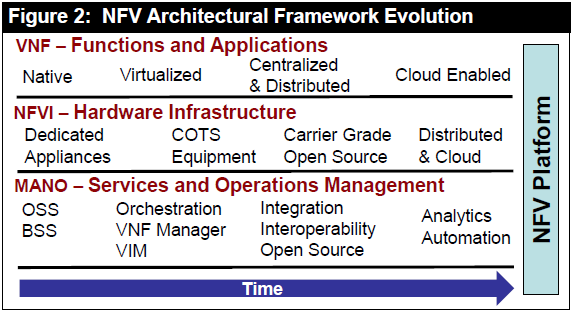 Figure 2: NFV Architectural Framework Evolution
VNF – Functions and Applications
Native Virtualized Centralized & Distributed Cloud Enabled
NFVI – Hardware Infrastructure
Dedicated COTS Carrier Grade Distributed
Appliances Equipment Open Source & Cloud
MANO – Services and Operations Management
OSS Orchestration Integration Analytics
BSS VNF Manager Interoperability Automation
VIM Open Source
Time
NFV Platform